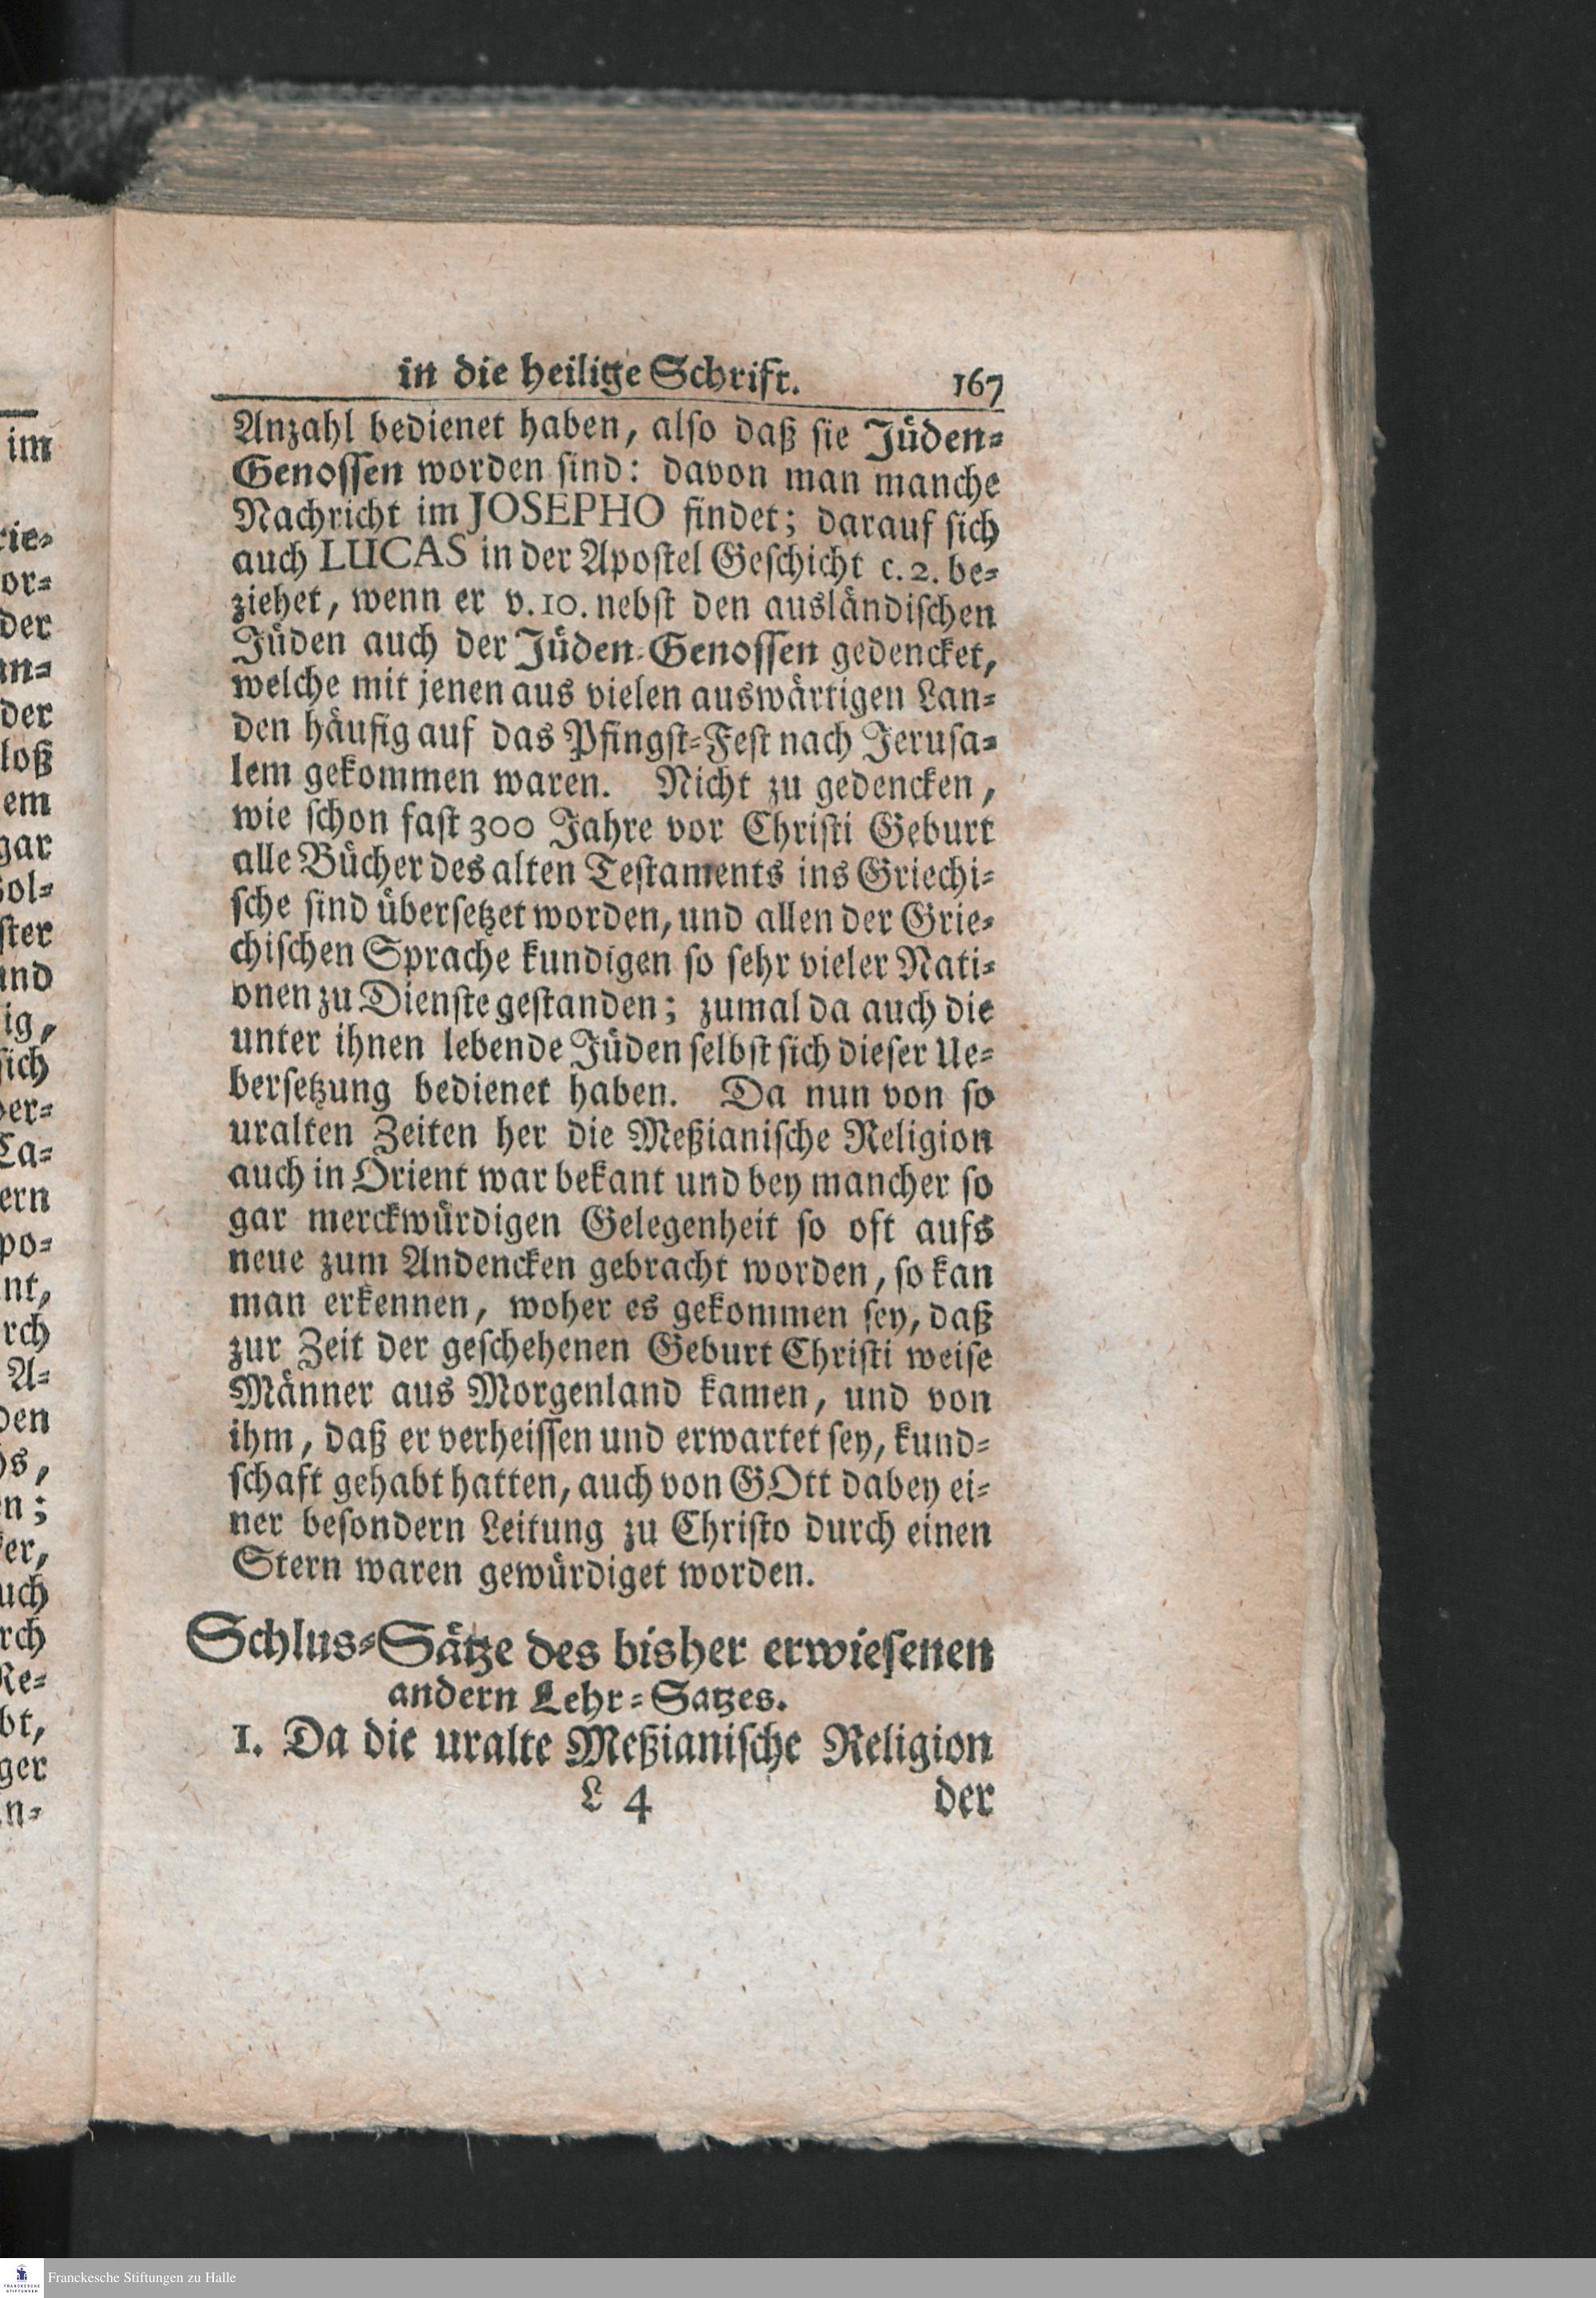 in die heilige Schrift. 167
Anzahl bedienet haben, also daß sie Jüden-
Genossen worden sind: davon man manche
Nachricht im JOSEPHO findet; darauf sich
auch LUCAS in der Apostel Geschicht c. 2. be-
ziehet, wenn er v. 10. nebst den ausländischen
Jüden auch der Jüden-Genossen gedencket,
welche mit jenen aus vielen auswärtigen Lan-
den häufig auf das Pfingst-Fest nach Jerusa-
lem gekommen waren. Nicht zu gedencken,
wie schon fast 300 Jahre vor Christi Geburt
alle Bücher des alten Testaments ins Griechi-
sche sind übersetzet worden, und allen der Grie-
chischen Sprache kundigen so sehr vieler Nati-
onen zu Dienste gestanden; zumal da auch die
unter ihnen lebende Jüden selbst sich dieser Ue-
bersetzung bedienet haben. Da nun von so
uralten Zeiten her die Meßianische Religion
auch in Orient war bekant und bey mancher so
gar merckwürdigen Gelegenheit so oft aufs
neue zum Andencken gebracht worden, so kan
man erkennen, woher es gekommen sey, daß
zur Zeit der geschehenen Geburt Christi weise
Männer aus Morgenland kamen, und von
ihm, daß er verheissen und erwartet sey, kund-
schaft gehabt hatten, auch von GOtt dabey ei-
ner besondern Leitung zu Christo durch einen
Stern waren gewürdiget worden.
Schlus-Sätze des bisher erwiesenen
andern Lehr-Satzes.
1. Da die uralte Meßianische Religion
L 4 der
Franckesche Stiftungen zu Halle